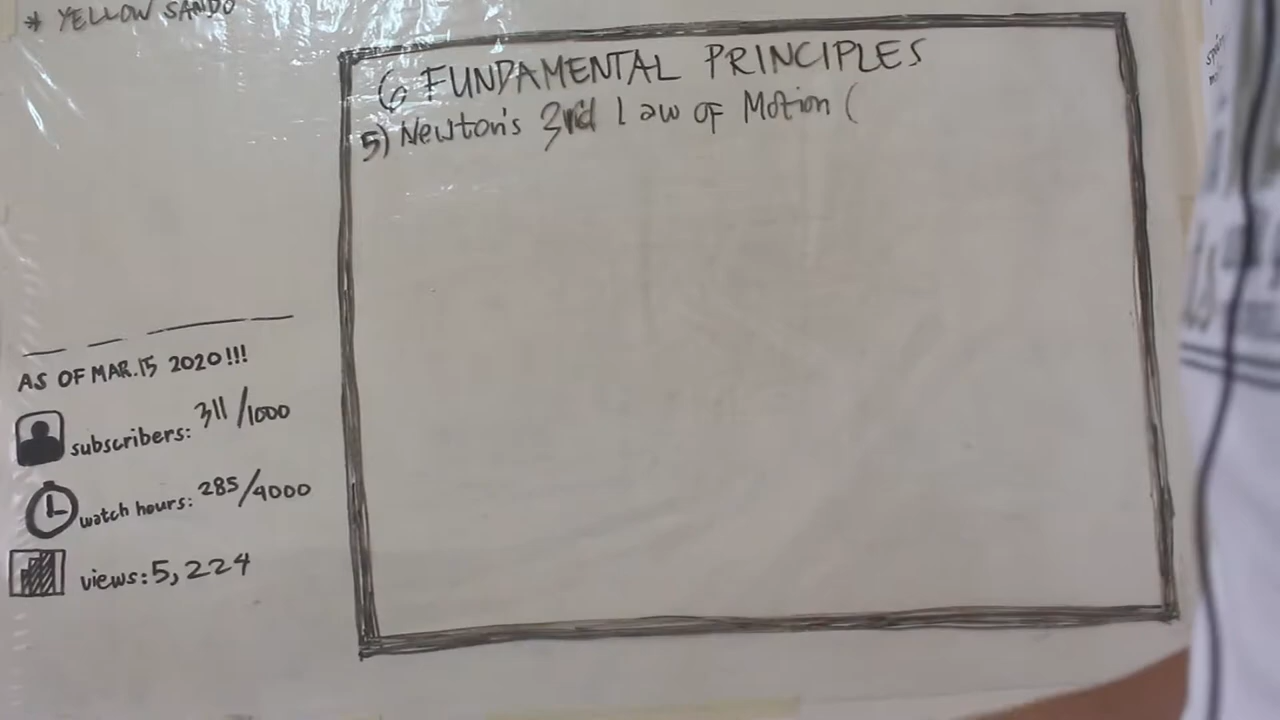 * YELLOW SANDO
6 FUNDAMENTAL PRINCIPLES
5) Newton's 3rd Law of Motion (
AS OF MAR.15 2020!!!
subscribers: 311/1000
watch hours: 285/4000
views: 5,224